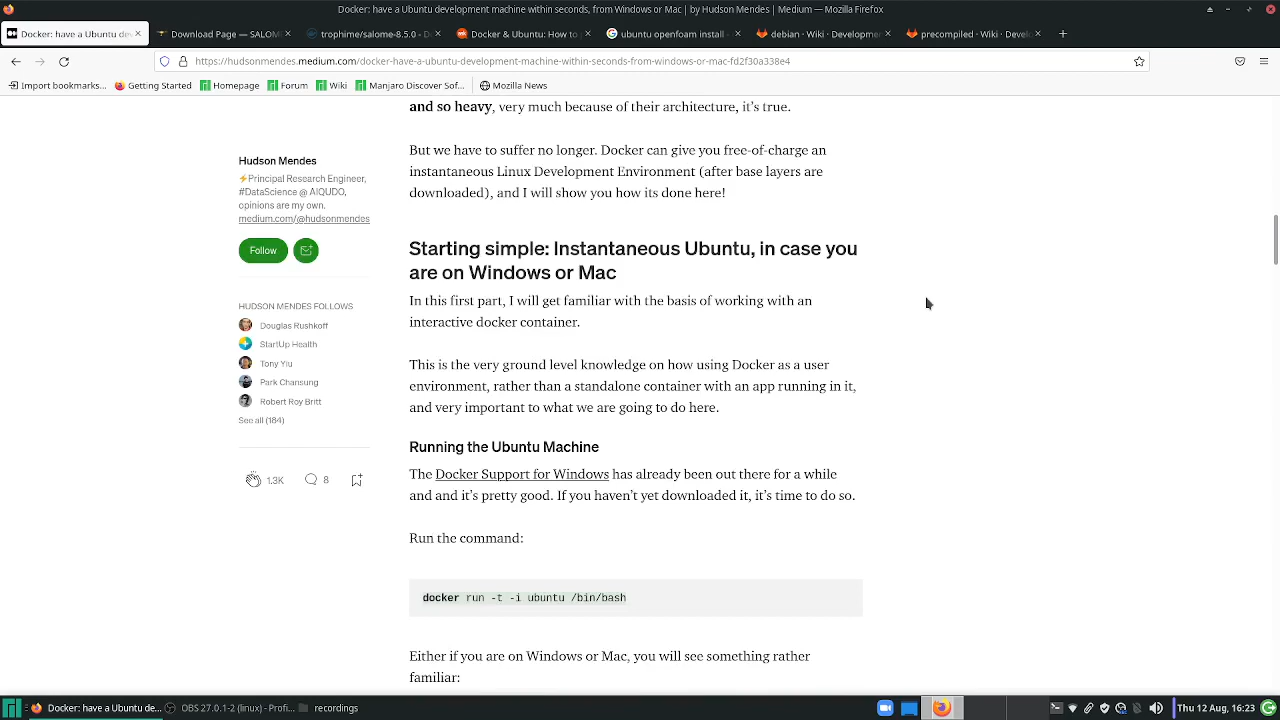 Docker: have a Ubuntu development machine within seconds, from Windows or Mac | by Hudson Mendes | Medium — Mozilla Firefox
Docker: have a Ubuntu dev
Download Page — SALOME
trophime/salome-8.5.0 - Do
Docker & Ubuntu: How to
ubuntu openfoam install -
debian · Wiki · Developmen
precompiled · Wiki · Devel
https://hudsonmendes.medium.com/docker-have-a-ubuntu-development-machine-within-seconds-from-windows-or-mac-fd2f30a338e4
Import bookmarks...
Getting Started
Homepage
Forum
Wiki
Manjaro Discover Sof...
Mozilla News
and so heavy, very much because of their architecture, it’s true.
But we have to suffer no longer. Docker can give you free-of-charge an
instantaneous Linux Development Environment (after base layers are
downloaded), and I will show you how its done here!
Hudson Mendes
⚡Principal Research Engineer,
#DataScience @ AIQUDO,
opinions are my own.
medium.com/@hudsonmendes
Follow
HUDSON MENDES FOLLOWS
Douglas Rushkoff
StartUp Health
Tony Yiu
Park Chansung
Robert Roy Britt
See all (184)
1.3K
8
Starting simple: Instantaneous Ubuntu, in case you
are on Windows or Mac
In this first part, I will get familiar with the basis of working with an
interactive docker container.
This is the very ground level knowledge on how using Docker as a user
environment, rather than a standalone container with an app running in it,
and very important to what we are going to do here.
Running the Ubuntu Machine
The Docker Support for Windows has already been out there for a while
and and it’s pretty good. If you haven’t yet downloaded it, it’s time to do so.
Run the command:
docker run -t -i ubuntu /bin/bash
Either if you are on Windows or Mac, you will see something rather
familiar:
Docker: have a Ubuntu de...
OBS 27.0.1-2 (linux) - Profi...
recordings
Thu 12 Aug, 16:23